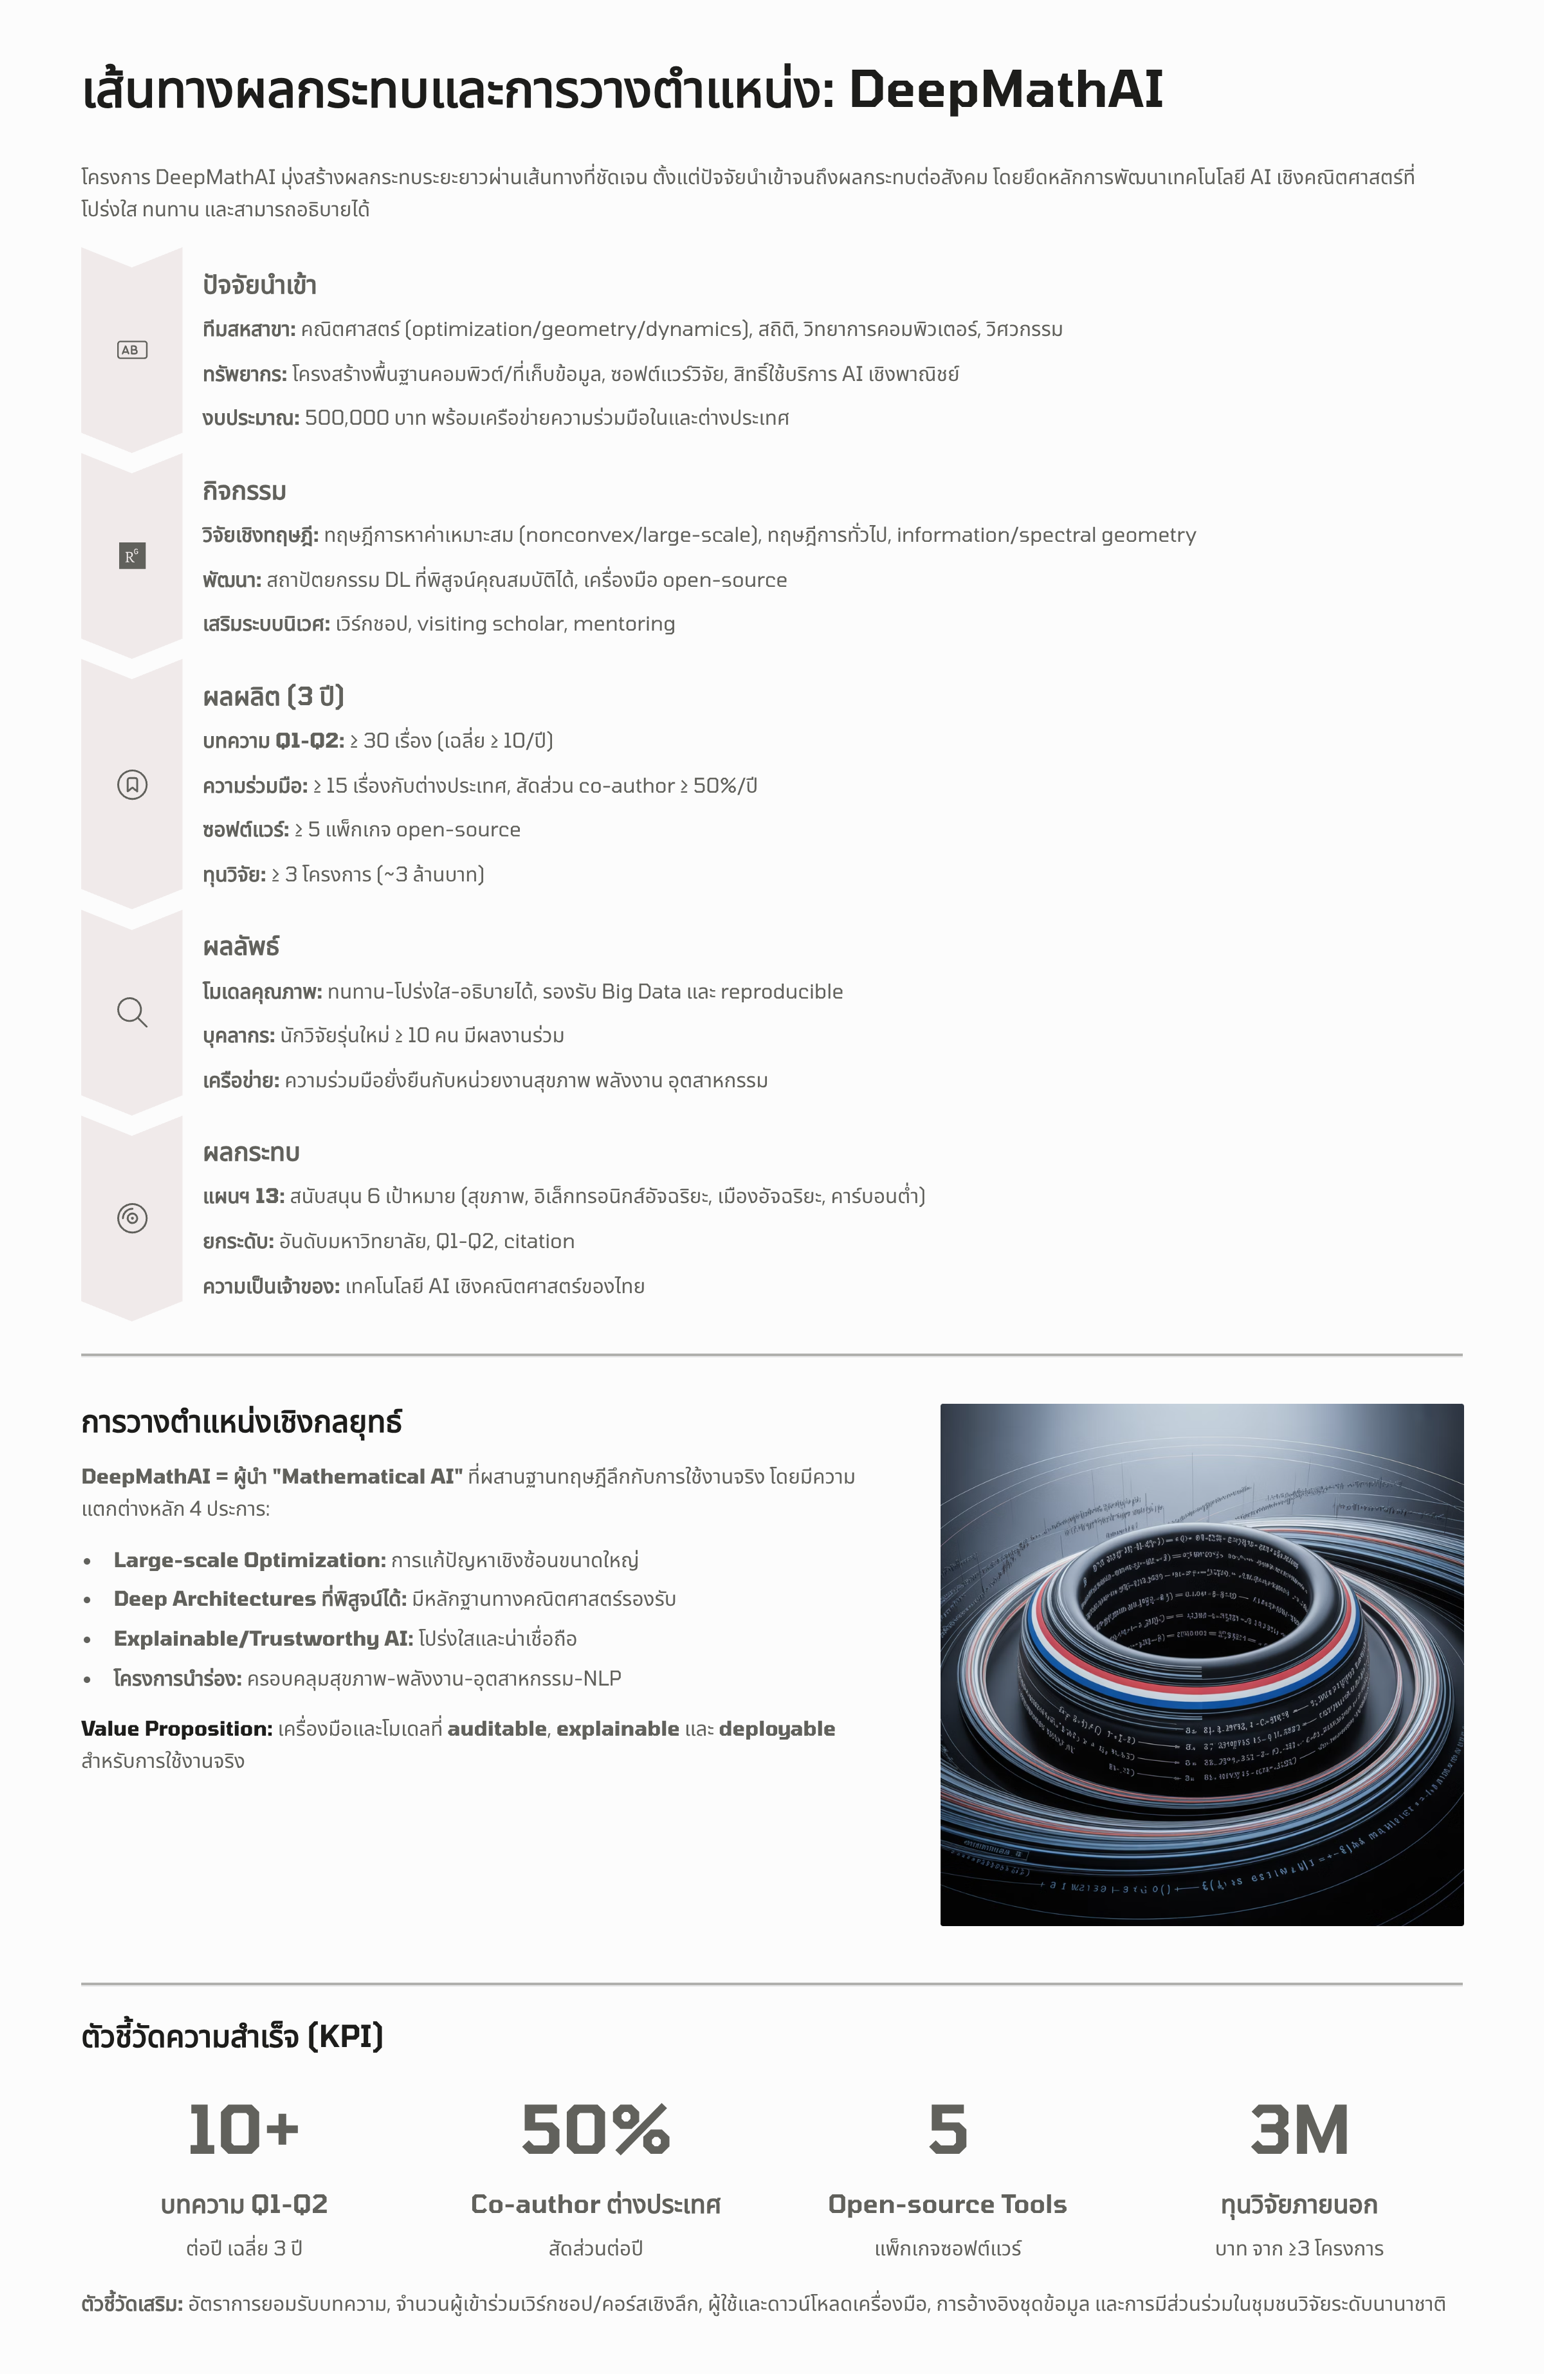 เส้นทางผลกระทบและการวางตำแหน่ง: DeepMathAI
โครงการ DeepMathAI มุ่งสร้างผลกระทบระยะยาวผ่านเส้นทางที่ชัดเจน ตั้งแต่ปัจจัยนำเข้าจนถึงผลกระทบต่อสังคม โดยยึดหลักการพัฒนาเทคโนโลยี AI เชิงคณิตศาสตร์ที่
โปร่งใส ทนทาน และสามารถอธิบายได้
AB
ปัจจัยนำเข้า
ทีมสหสาขา: คณิตศาสตร์ (optimization/geometry/dynamics), สถิติ, วิทยาการคอมพิวเตอร์, วิศวกรรม
ทรัพยากร: โครงสร้างพื้นฐานคอมพิวต์/ที่เก็บข้อมูล, ซอฟต์แวร์วิจัย, สิทธิ์ใช้บริการ AI เชิงพาณิชย์
งบประมาณ: 500,000 บาท พร้อมเครือข่ายความร่วมมือในและต่างประเทศ
RG
กิจกรรม
วิจัยเชิงทฤษฎี: ทฤษฎีการหาค่าเหมาะสม (nonconvex/large-scale), ทฤษฎีการทั่วไป, information/spectral geometry
พัฒนา: สถาปัตยกรรม DL ที่พิสูจน์คุณสมบัติได้, เครื่องมือ open-source
เสริมระบบนิเวศ: เวิร์กชอป, visiting scholar, mentoring
ผลผลิต (3 ปี)
บทความ Q1-Q2: ≥ 30 เรื่อง (เฉลี่ย ≥ 10/ปี)
ความร่วมมือ: ≥ 15 เรื่องกับต่างประเทศ, สัดส่วน co-author ≥ 50%/ปี
ซอฟต์แวร์: ≥ 5 แพ็กเกจ open-source
ทุนวิจัย: ≥ 3 โครงการ (~3 ล้านบาท)
ผลลัพธ์
โมเดลคุณภาพ: ทนทาน-โปร่งใส-อธิบายได้, รองรับ Big Data และ reproducible
บุคลากร: นักวิจัยรุ่นใหม่ ≥ 10 คน มีผลงานร่วม
เครือข่าย: ความร่วมมือยั่งยืนกับหน่วยงานสุขภาพ พลังงาน อุตสาหกรรม
ผลกระทบ
แผนฯ 13: สนับสนุน 6 เป้าหมาย (สุขภาพ, อิเล็กทรอนิกส์อัจฉริยะ, เมืองอัจฉริยะ, คาร์บอนต่ำ)
ยกระดับ: อันดับมหาวิทยาลัย, Q1-Q2, citation
ความเป็นเจ้าของ: เทคโนโลยี AI เชิงคณิตศาสตร์ของไทย
การวางตำแหน่งเชิงกลยุทธ์
DeepMathAI = ผู้นำ "Mathematical AI" ที่ผสานฐานทฤษฎีลึกกับการใช้งานจริง โดยมีความ
แตกต่างหลัก 4 ประการ:
• Large-scale Optimization: การแก้ปัญหาเชิงซ้อนขนาดใหญ่
• Deep Architectures ที่พิสูจน์ได้: มีหลักฐานทางคณิตศาสตร์รองรับ
• Explainable/Trustworthy AI: โปร่งใสและน่าเชื่อถือ
• โครงการนำร่อง: ครอบคลุมสุขภาพ-พลังงาน-อุตสาหกรรม-NLP
Value Proposition: เครื่องมือและโมเดลที่ auditable, explainable และ deployable
สำหรับการใช้งานจริง
ตัวชี้วัดความสำเร็จ (KPI)
10+
บทความ Q1-Q2
ต่อปี เฉลี่ย 3 ปี
50%
Co-author ต่างประเทศ
สัดส่วนต่อปี
5
Open-source Tools
แพ็กเกจซอฟต์แวร์
3M
ทุนวิจัยภายนอก
บาท จาก ≥3 โครงการ
ตัวชี้วัดเสริม: อัตราการยอมรับบทความ, จำนวนผู้เข้าร่วมเวิร์กชอป/คอร์สเชิงลึก, ผู้ใช้และดาวน์โหลดเครื่องมือ, การอ้างอิงชุดข้อมูล และการมีส่วนร่วมในชุมชนวิจัยระดับนานาชาติ